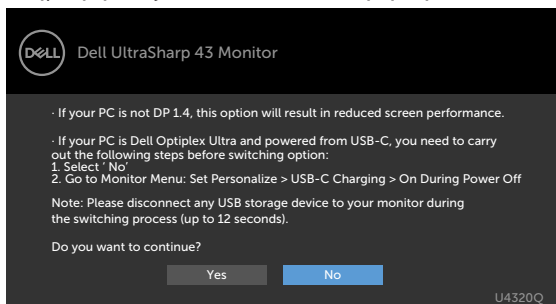 DELL Dell UltraSharp 43 Monitor
· If your PC is not DP 1.4, this option will result in reduced screen performance.
· If your PC is Dell Optiplex Ultra and powered from USB-C, you need to carry
out the following steps before switching option:
1. Select ‘ No’
2. Go to Monitor Menu: Set Personalize > USB-C Charging > On During Power Off
Note: Please disconnect any USB storage device to your monitor during
the switching process (up to 12 seconds).
Do you want to continue?
Yes No
U4320Q